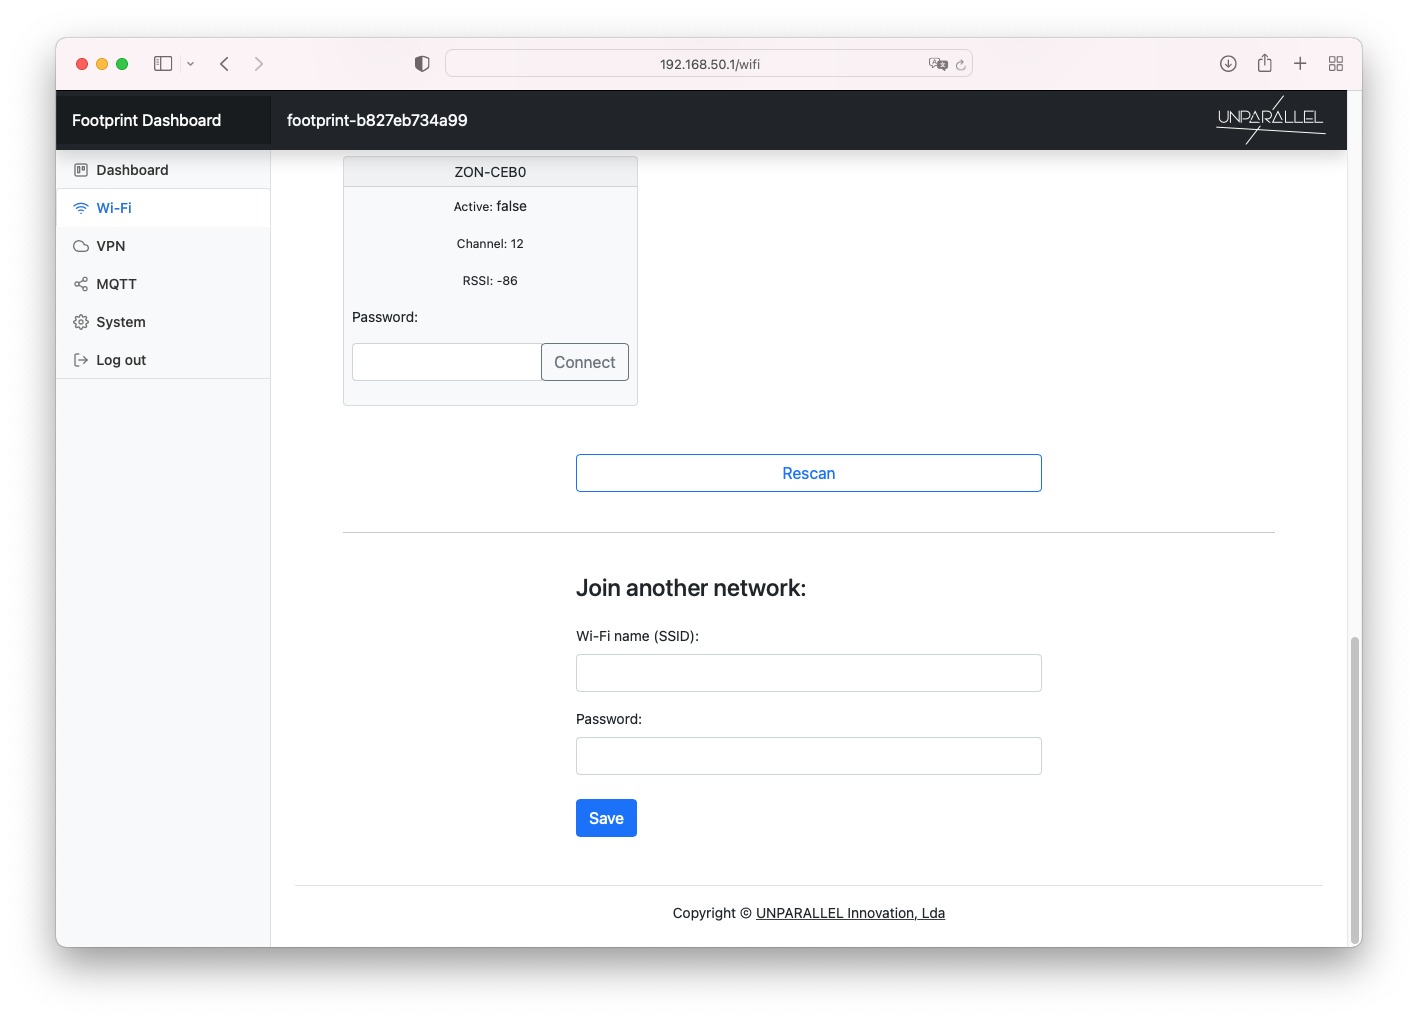 192.168.50.1/wifi
Footprint Dashboard
footprint-b827eb734a99
UNPARALLEL
Dashboard
Wi-Fi
VPN
MQTT
System
Log out
ZON-CEB0
Active: false
Channel: 12
RSSI: -86
Password:
Connect
Rescan
Join another network:
Wi-Fi name (SSID):
Password:
Save
Copyright © UNPARALLEL Innovation, Lda